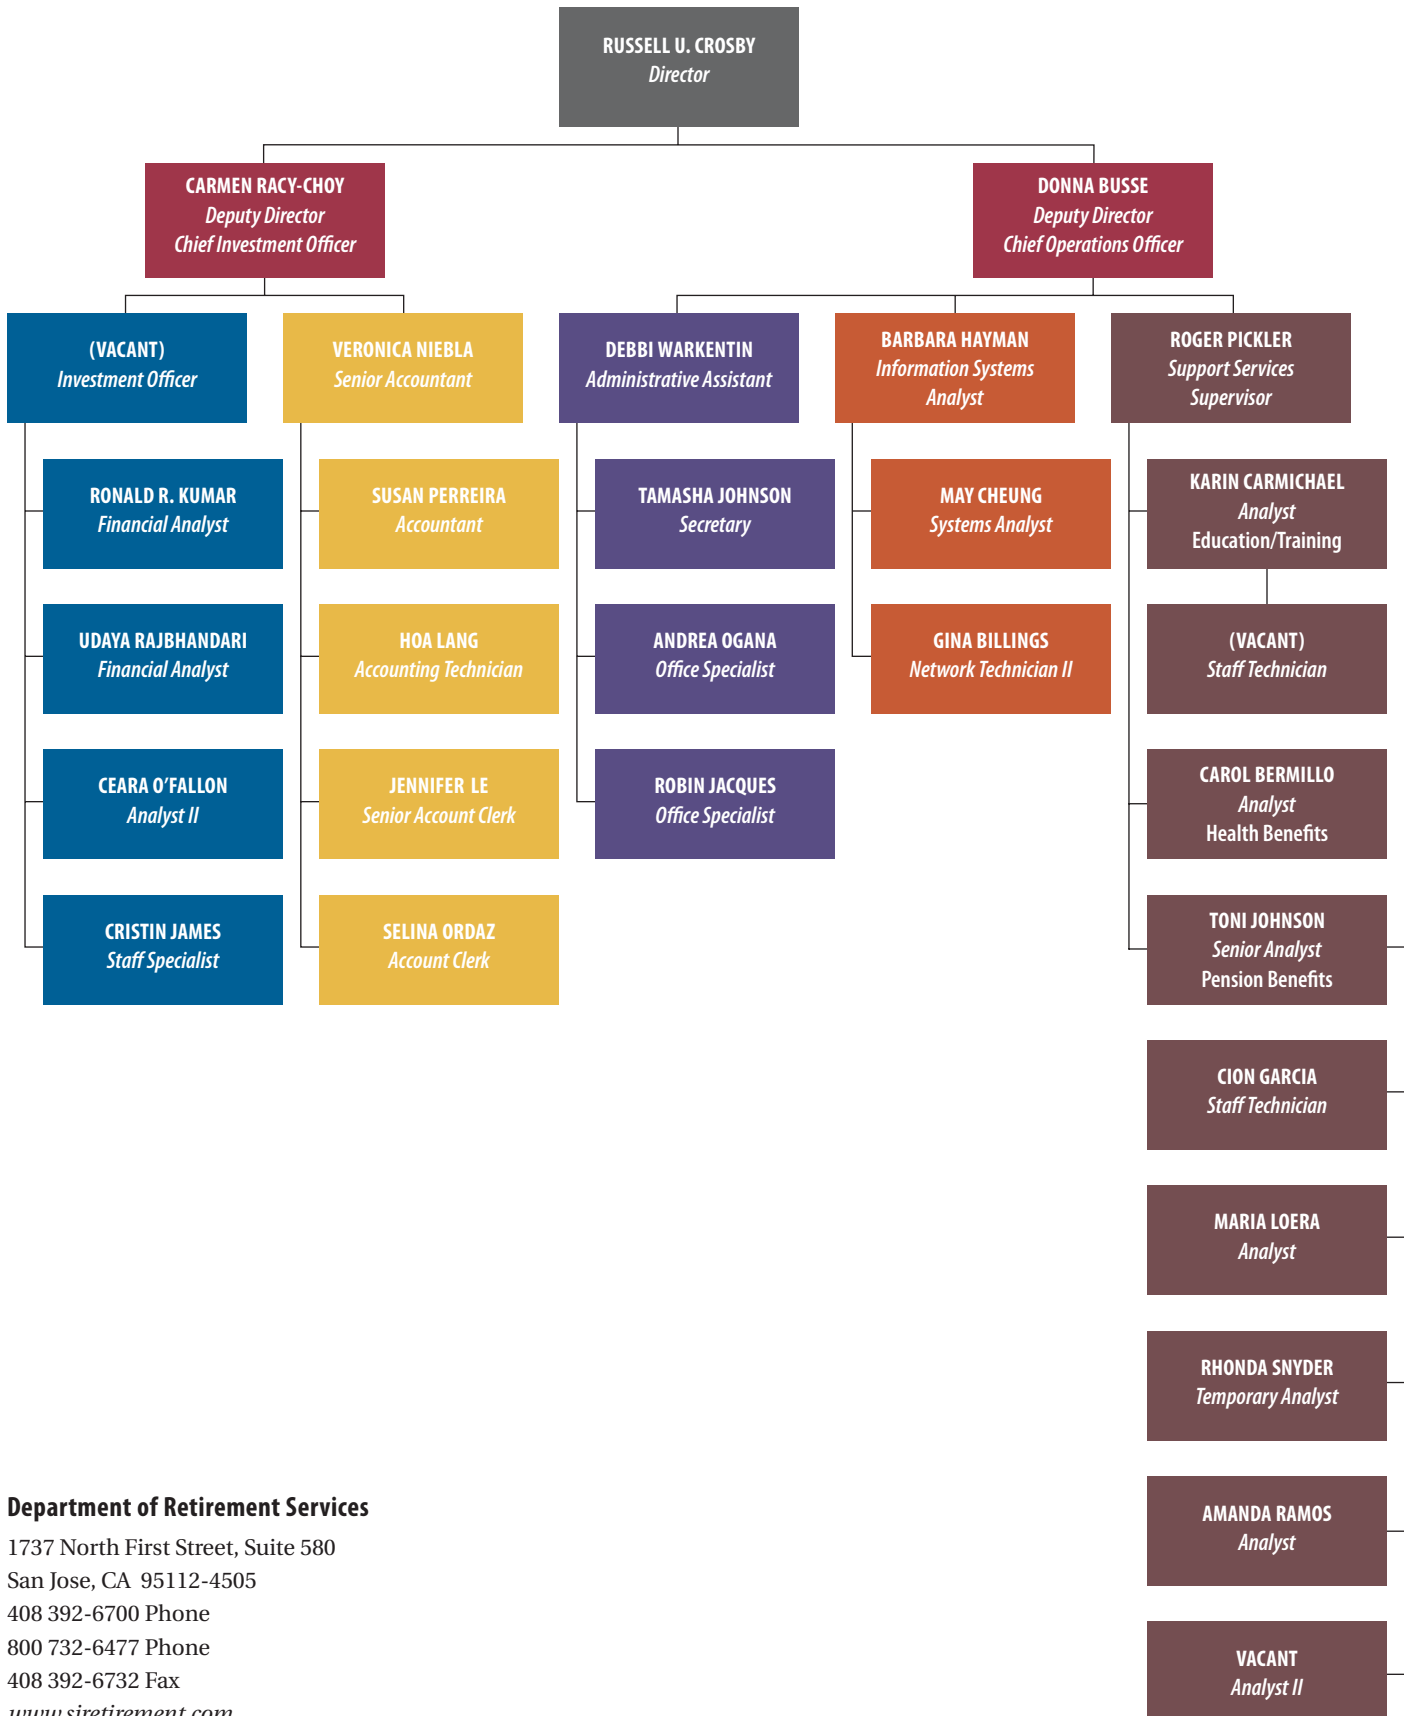 RUSSELL U. CROSBY
Director
CARMEN RACY-CHOY
Deputy Director
Chief Investment Officer
DONNA BUSSE
Deputy Director
Chief Operations Officer
(VACANT)
Investment Officer
VERONICA NIEBLA
Senior Accountant
DEBBI WARKENTIN
Administrative Assistant
BARBARA HAYMAN
Information Systems
Analyst
ROGER PICKLER
Support Services
Supervisor
RONALD R. KUMAR
Financial Analyst
SUSAN PERREIRA
Accountant
TAMASHA JOHNSON
Secretary
MAY CHEUNG
Systems Analyst
KARIN CARMICHAEL
Analyst
Education/Training
UDAYA RAJBHANDARI
Financial Analyst
HOA LANG
Accounting Technician
ANDREA OGANA
Office Specialist
GINA BILLINGS
Network Technician II
(VACANT)
Staff Technician
CEARA O'FALLON
Analyst II
JENNIFER LE
Senior Account Clerk
ROBIN JACQUES
Office Specialist
CAROL BERMILLO
Analyst
Health Benefits
CRISTIN JAMES
Staff Specialist
SELINA ORDAZ
Account Clerk
TONI JOHNSON
Senior Analyst
Pension Benefits
CION GARCIA
Staff Technician
MARIA LOERA
Analyst
RHONDA SNYDER
Temporary Analyst
AMANDA RAMOS
Analyst
VACANT
Analyst II
Department of Retirement Services
1737 North First Street, Suite 580
San Jose, CA 95112-4505
408 392-6700 Phone
800 732-6477 Phone
408 392-6732 Fax
www.sjretirement.com